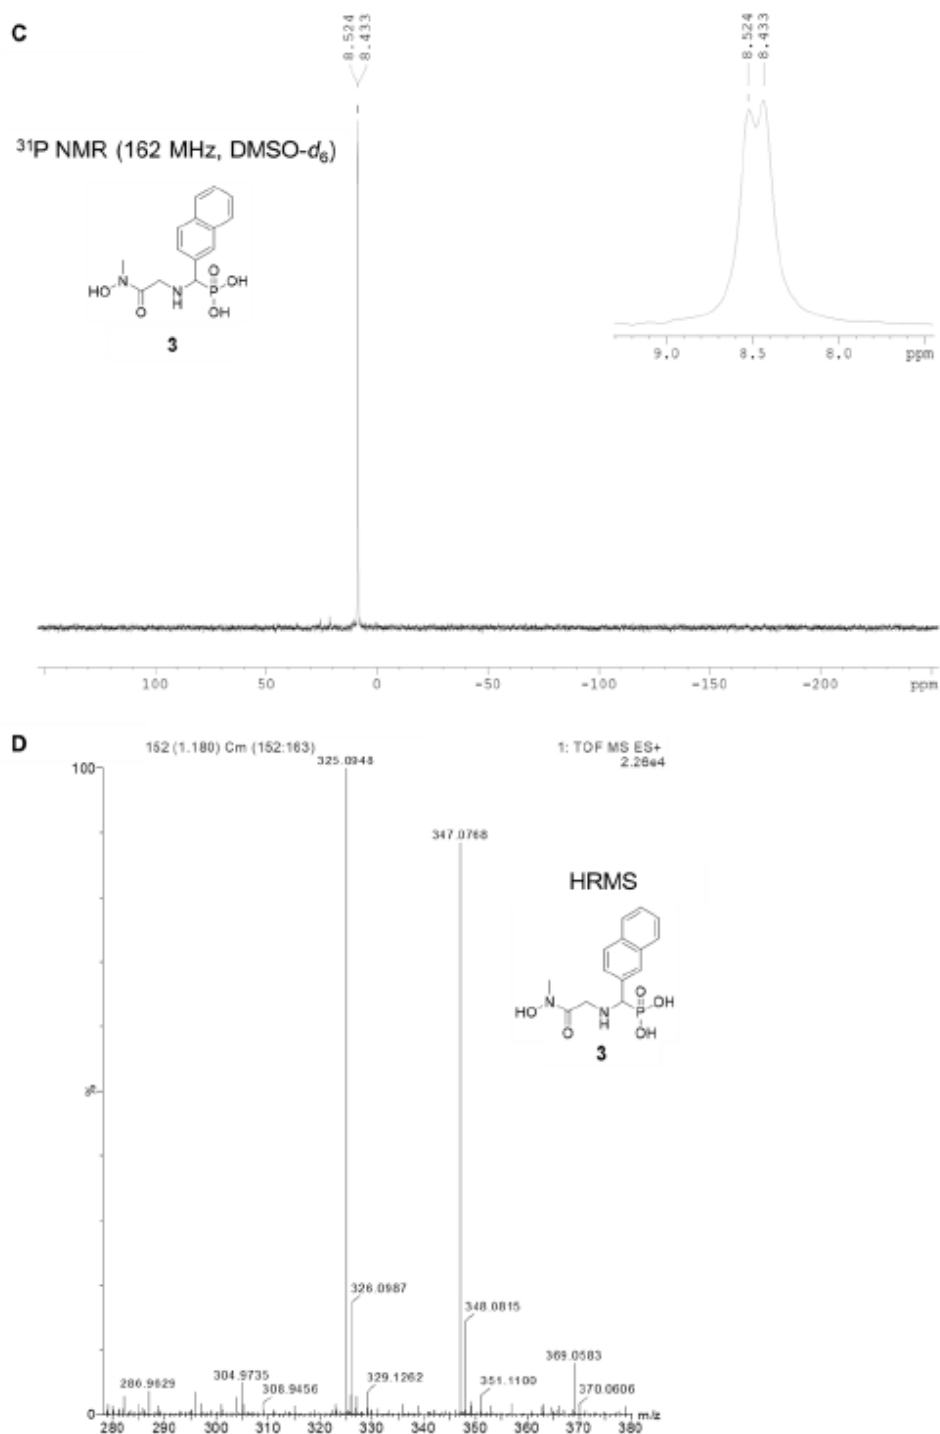 C
8.524
8.433
8.524
8.433
³¹P NMR (162 MHz, DMSO-d₆)
HO
N
O
N
H
P
O
OH
OH
3
9.0 8.5 8.0 ppm
100 50 0 -50 -100 -150 -200 ppm
D
152 (1.180) Cm (152:163)
1: TOF MS ES+
2.26e4
100
325.0948
347.0768
HRMS
HO
N
O
N
H
P
O
OH
OH
3
%
326.0987
348.0815
369.0583
286.9629
304.9735
308.9456
329.1262
351.1100
370.0606
0
m/z
280 290 300 310 320 330 340 350 360 370 380